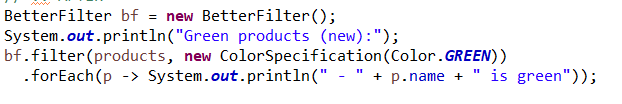 BetterFilter bf = new BetterFilter();
System.out.println("Green products (new):");
bf.filter(products, new ColorSpecification(Color.GREEN))
.forEach(p -> System.out.println(" - " + p.name + " is green"));